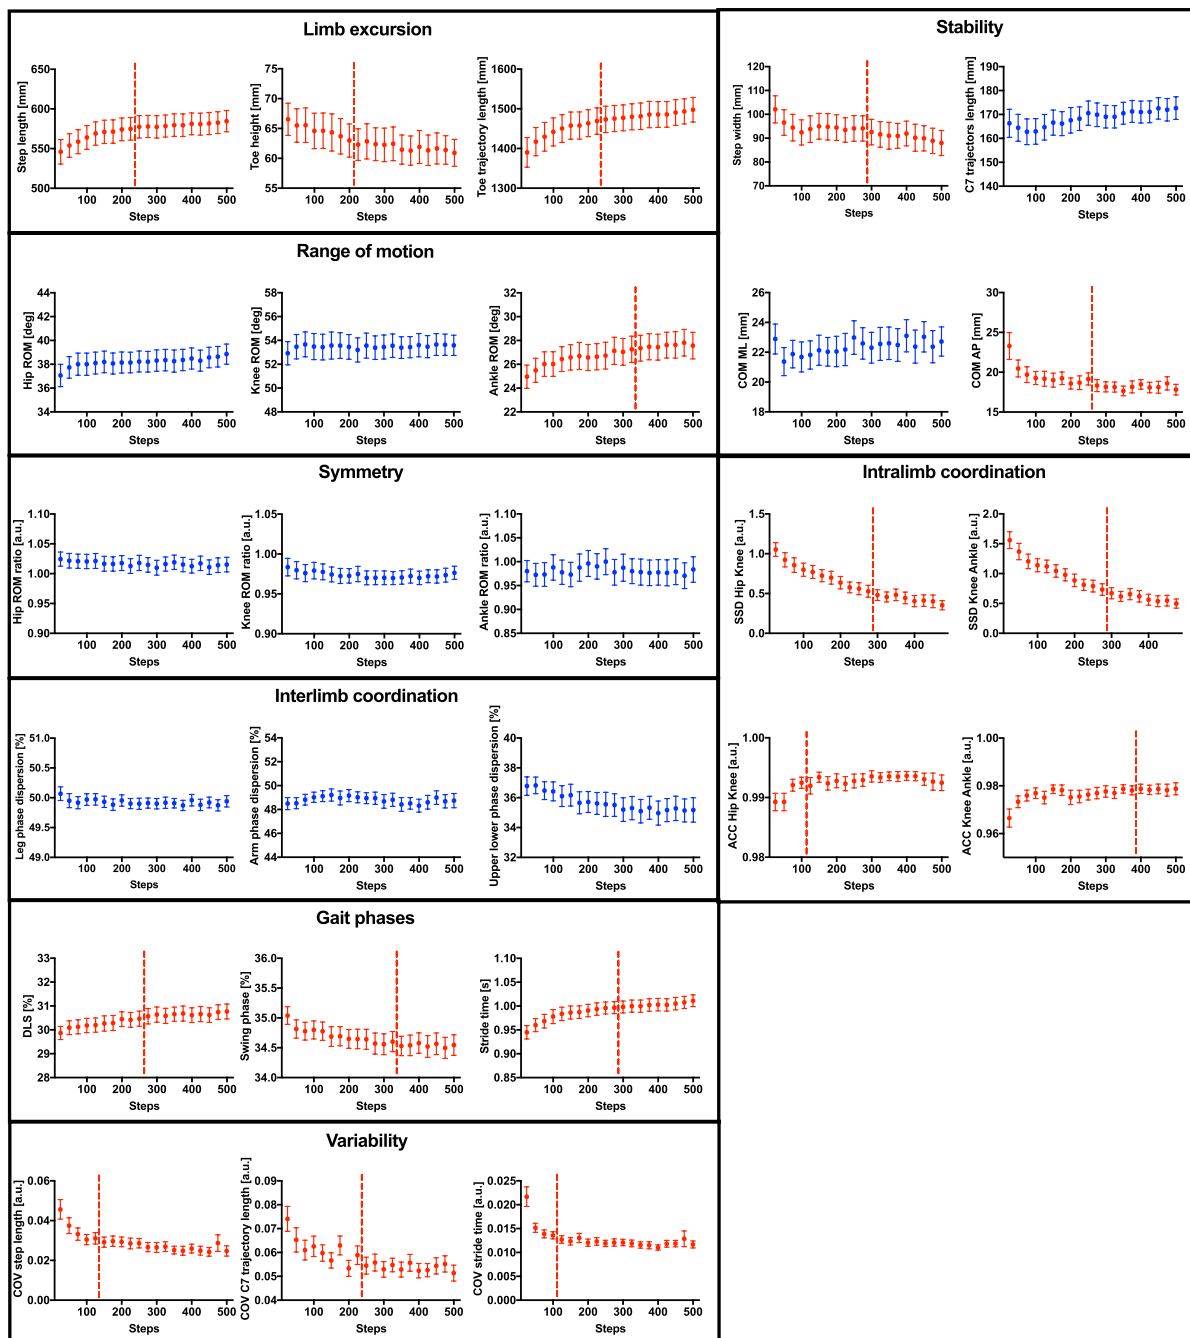 Limb excursion
Step length [mm]
650
600
550
500
100 200 300 400 500
Steps
Toe height [mm]
75
70
65
60
55
100 200 300 400 500
Steps
Toe trajectory length [mm]
1600
1500
1400
1300
100 200 300 400 500
Steps
Stability
Step width [mm]
120
110
100
90
80
70
100 200 300 400 500
Steps
C7 trajectors length [mm]
190
180
170
160
150
140
100 200 300 400 500
Steps
Range of motion
Hip ROM [deg]
44
42
40
38
36
34
100 200 300 400 500
Steps
Knee ROM [deg]
58
56
54
52
50
48
100 200 300 400 500
Steps
Ankle ROM [deg]
32
30
28
26
24
22
100 200 300 400 500
Steps
COM ML [mm]
26
24
22
20
18
100 200 300 400 500
Steps
COM AP [mm]
30
25
20
15
100 200 300 400 500
Steps
Symmetry
Hip ROM ratio [a.u.]
1.10
1.05
1.00
0.95
0.90
100 200 300 400 500
Steps
Knee ROM ratio [a.u.]
1.05
1.00
0.95
0.90
100 200 300 400 500
Steps
Ankle ROM ratio [a.u.]
1.10
1.05
1.00
0.95
0.90
0.85
100 200 300 400 500
Steps
Intralimb coordination
SSD Hip Knee [a.u.]
1.5
1.0
0.5
0.0
100 200 300 400
Steps
SSD Knee Ankle [a.u.]
2.0
1.5
1.0
0.5
0.0
100 200 300 400
Steps
Interlimb coordination
Leg phase dispersion [%]
51.0
50.5
50.0
49.5
49.0
100 200 300 400 500
Steps
Arm phase dispersion [%]
54
52
50
48
46
44
100 200 300 400 500
Steps
Upper lower phase dispersion [%]
40
38
36
34
32
100 200 300 400 500
Steps
ACC Hip Knee [a.u.]
1.00
0.99
0.98
100 200 300 400 500
Steps
ACC Knee Ankle [a.u.]
1.00
0.98
0.96
100 200 300 400 500
Steps
Gait phases
DLS [%]
33
32
31
30
29
28
100 200 300 400 500
Steps
Swing phase [%]
36.0
35.5
35.0
34.5
34.0
100 200 300 400 500
Steps
Stride time [s]
1.10
1.05
1.00
0.95
0.90
0.85
100 200 300 400 500
Steps
Variability
COV step length [a.u.]
0.06
0.04
0.02
0.00
100 200 300 400 500
Steps
COV C7 trajectory length [a.u.]
0.09
0.08
0.07
0.06
0.05
0.04
100 200 300 400 500
Steps
COV stride time [a.u.]
0.025
0.020
0.015
0.010
0.005
0.000
100 200 300 400 500
Steps